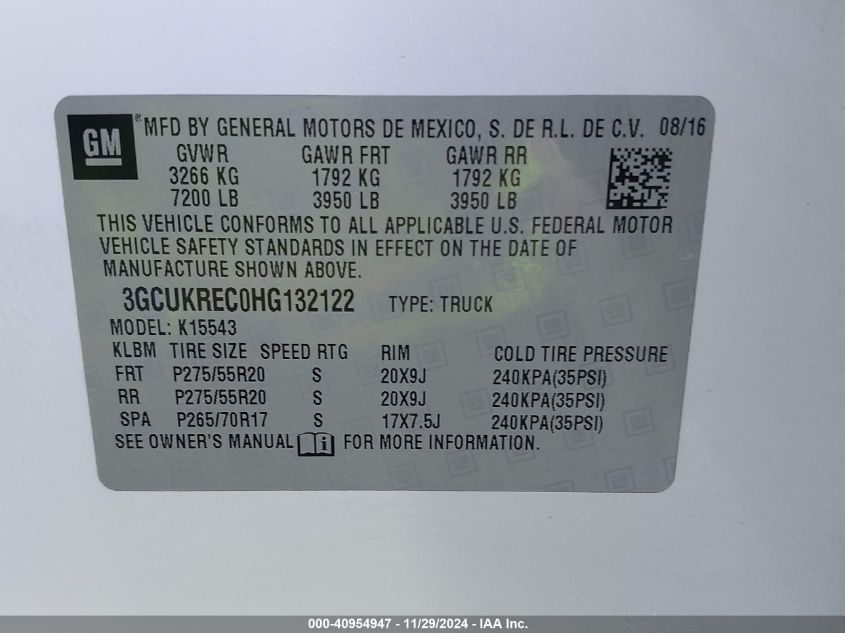 GM ® MFD BY GENERAL MOTORS DE MEXICO, S. DE R.L. DE C.V. 08/16
GVWR GAWR FRT GAWR RR
3266 KG 1792 KG 1792 KG
7200 LB 3950 LB 3950 LB
THIS VEHICLE CONFORMS TO ALL APPLICABLE U.S. FEDERAL MOTOR
VEHICLE SAFETY STANDARDS IN EFFECT ON THE DATE OF
MANUFACTURE SHOWN ABOVE.
3GCUKREC0HG132122 TYPE: TRUCK
MODEL: K15543
KLBM TIRE SIZE SPEED RTG RIM COLD TIRE PRESSURE
FRT P275/55R20 S 20X9J 240KPA(35PSI)
RR P275/55R20 S 20X9J 240KPA(35PSI)
SPA P265/70R17 S 17X7.5J 240KPA(35PSI)
SEE OWNER'S MANUAL FOR MORE INFORMATION.
000-40954947 - 11/29/2024 - IAA Inc.